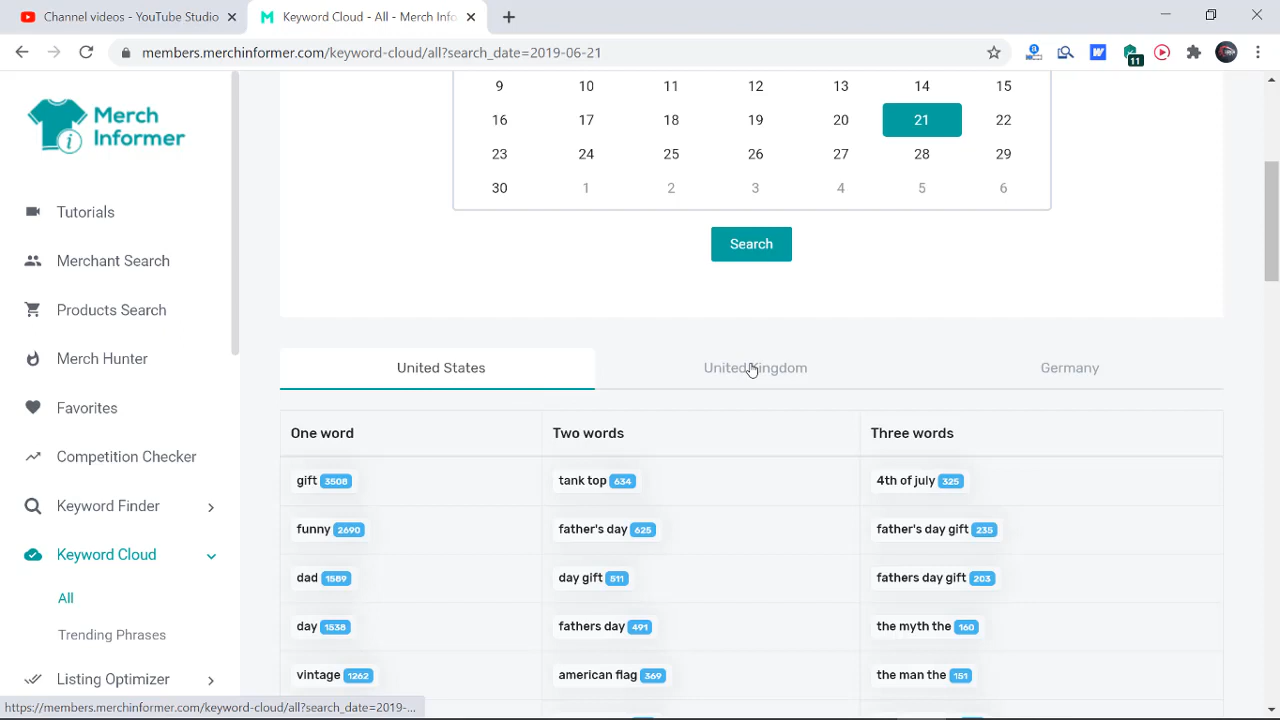 Channel videos - YouTube Studio
Keyword Cloud - All - Merch Info
members.merchinformer.com/keyword-cloud/all?search_date=2019-06-21
11
Merch
Informer
Tutorials
Merchant Search
Products Search
Merch Hunter
Favorites
Competition Checker
Keyword Finder
Keyword Cloud
All
Trending Phrases
Listing Optimizer
9 10 11 12 13 14 15
16 17 18 19 20 21 22
23 24 25 26 27 28 29
30 1 2 3 4 5 6
Search
United States United Kingdom Germany
One word Two words Three words
gift 3508 tank top 634 4th of july 325
funny 2690 father's day 625 father's day gift 235
dad 1589 day gift 511 fathers day gift 203
day 1538 fathers day 491 the myth the 160
vintage 1262 american flag 369 the man the 151
https://members.merchinformer.com/keyword-cloud/all?search_date=2019-...